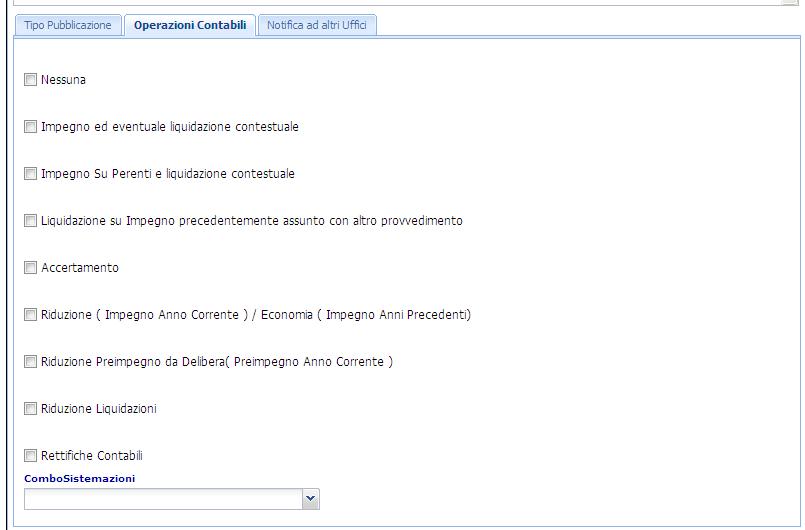 Tipo Pubblicazione Operazioni Contabili Notifica ad altri Uffici
Nessuna
Impegno ed eventuale liquidazione contestuale
Impegno Su Perenti e liquidazione contestuale
Liquidazione su Impegno precedentemente assunto con altro provvedimento
Accertamento
Riduzione ( Impegno Anno Corrente ) / Economia ( Impegno Anni Precedenti)
Riduzione Preimpegno da Delibera( Preimpegno Anno Corrente )
Riduzione Liquidazioni
Rettifiche Contabili
ComboSistemazioni